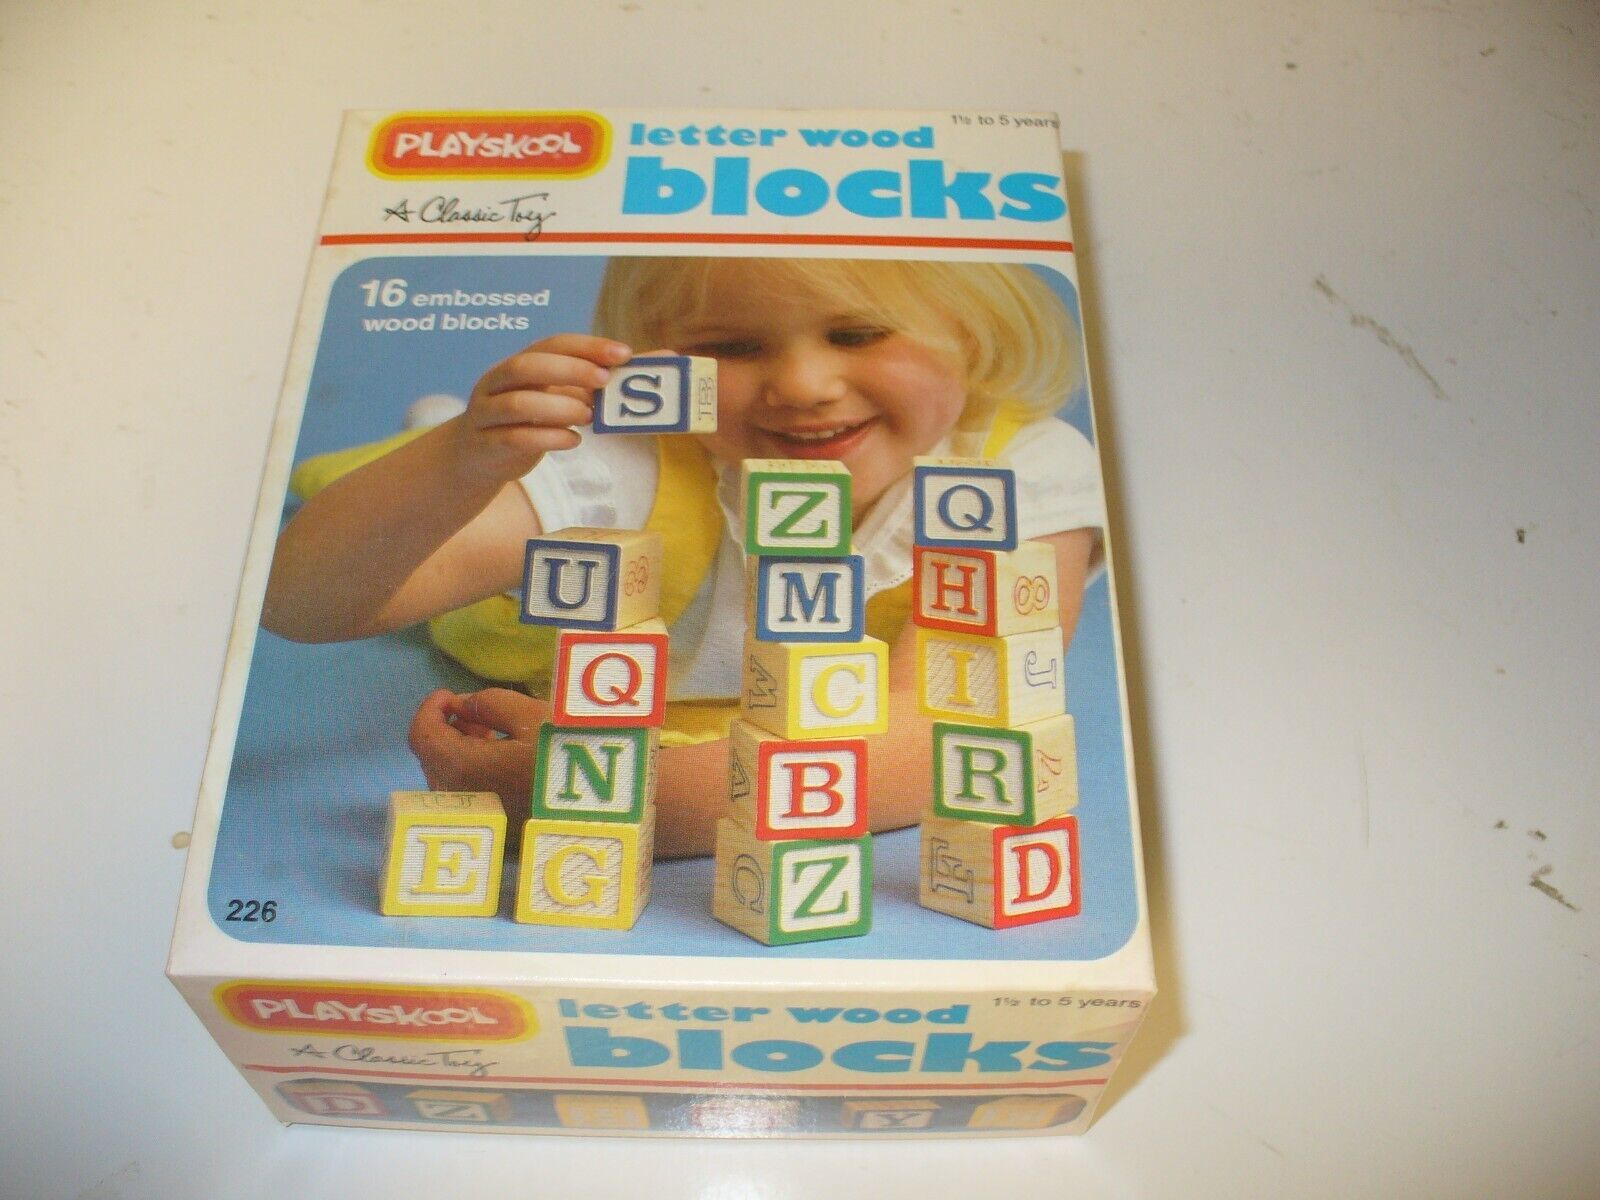 PLAYSKOOL
letter wood
blocks
1½ to 5 years
A Classic Toy
16 embossed
wood blocks
S
Z
Q
U
M
H
8
Q
C
I
J
M
N
B
R
A
E
G
Z
D
C
F
226
PLAYSKOOL
letter wood
blocks
1½ to 5 years
A Classic Toy
D
Z
Y